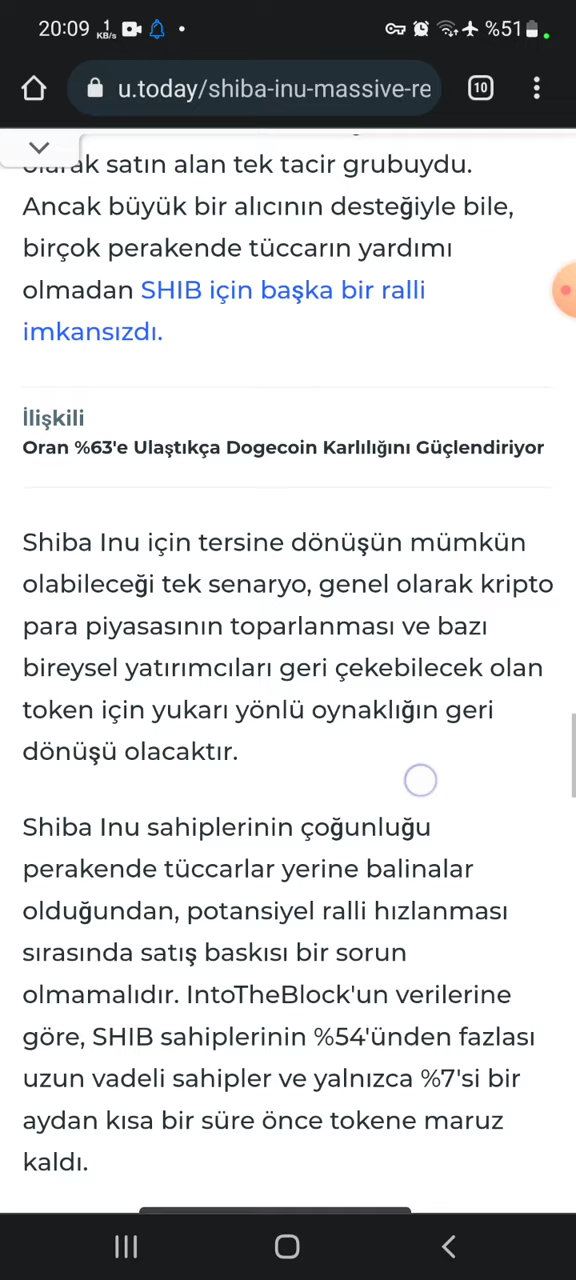 20:09 1 KB/s %51
u.today/shiba-inu-massive-re 10
olarak satın alan tek tacir grubuydu.
Ancak büyük bir alıcının desteğiyle bile,
birçok perakende tüccarın yardımı
olmadan SHIB için başka bir ralli
imkansızdı.
İlişkili
Oran %63'e Ulaştıkça Dogecoin Karlılığını Güçlendiriyor
Shiba Inu için tersine dönüşün mümkün
olabileceği tek senaryo, genel olarak kripto
para piyasasının toparlanması ve bazı
bireysel yatırımcıları geri çekebilecek olan
token için yukarı yönlü oynaklığın geri
dönüşü olacaktır.
Shiba Inu sahiplerinin çoğunluğu
perakende tüccarlar yerine balinalar
olduğundan, potansiyel ralli hızlanması
sırasında satış baskısı bir sorun
olmamalıdır. IntoTheBlock'un verilerine
göre, SHIB sahiplerinin %54'ünden fazlası
uzun vadeli sahipler ve yalnızca %7'si bir
aydan kısa bir süre önce tokene maruz
kaldı.